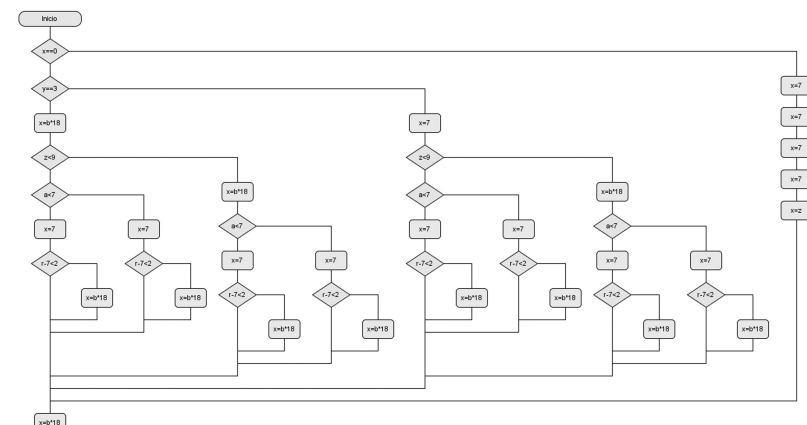 Inicio
x==0
y==3
x=7
x=7
x=b*18
x=7
x=7
z<9
z<9
x=7
a<7
x=b*18
a<7
x=b*18
x=z
x=7
x=7
a<7
x=7
x=7
a<7
r-7<2
r-7<2
x=7
x=7
r-7<2
r-7<2
x=7
x=7
x=b*18
x=b*18
r-7<2
r-7<2
x=b*18
x=b*18
r-7<2
r-7<2
x=b*18
x=b*18
x=b*18
x=b*18
x=b*18